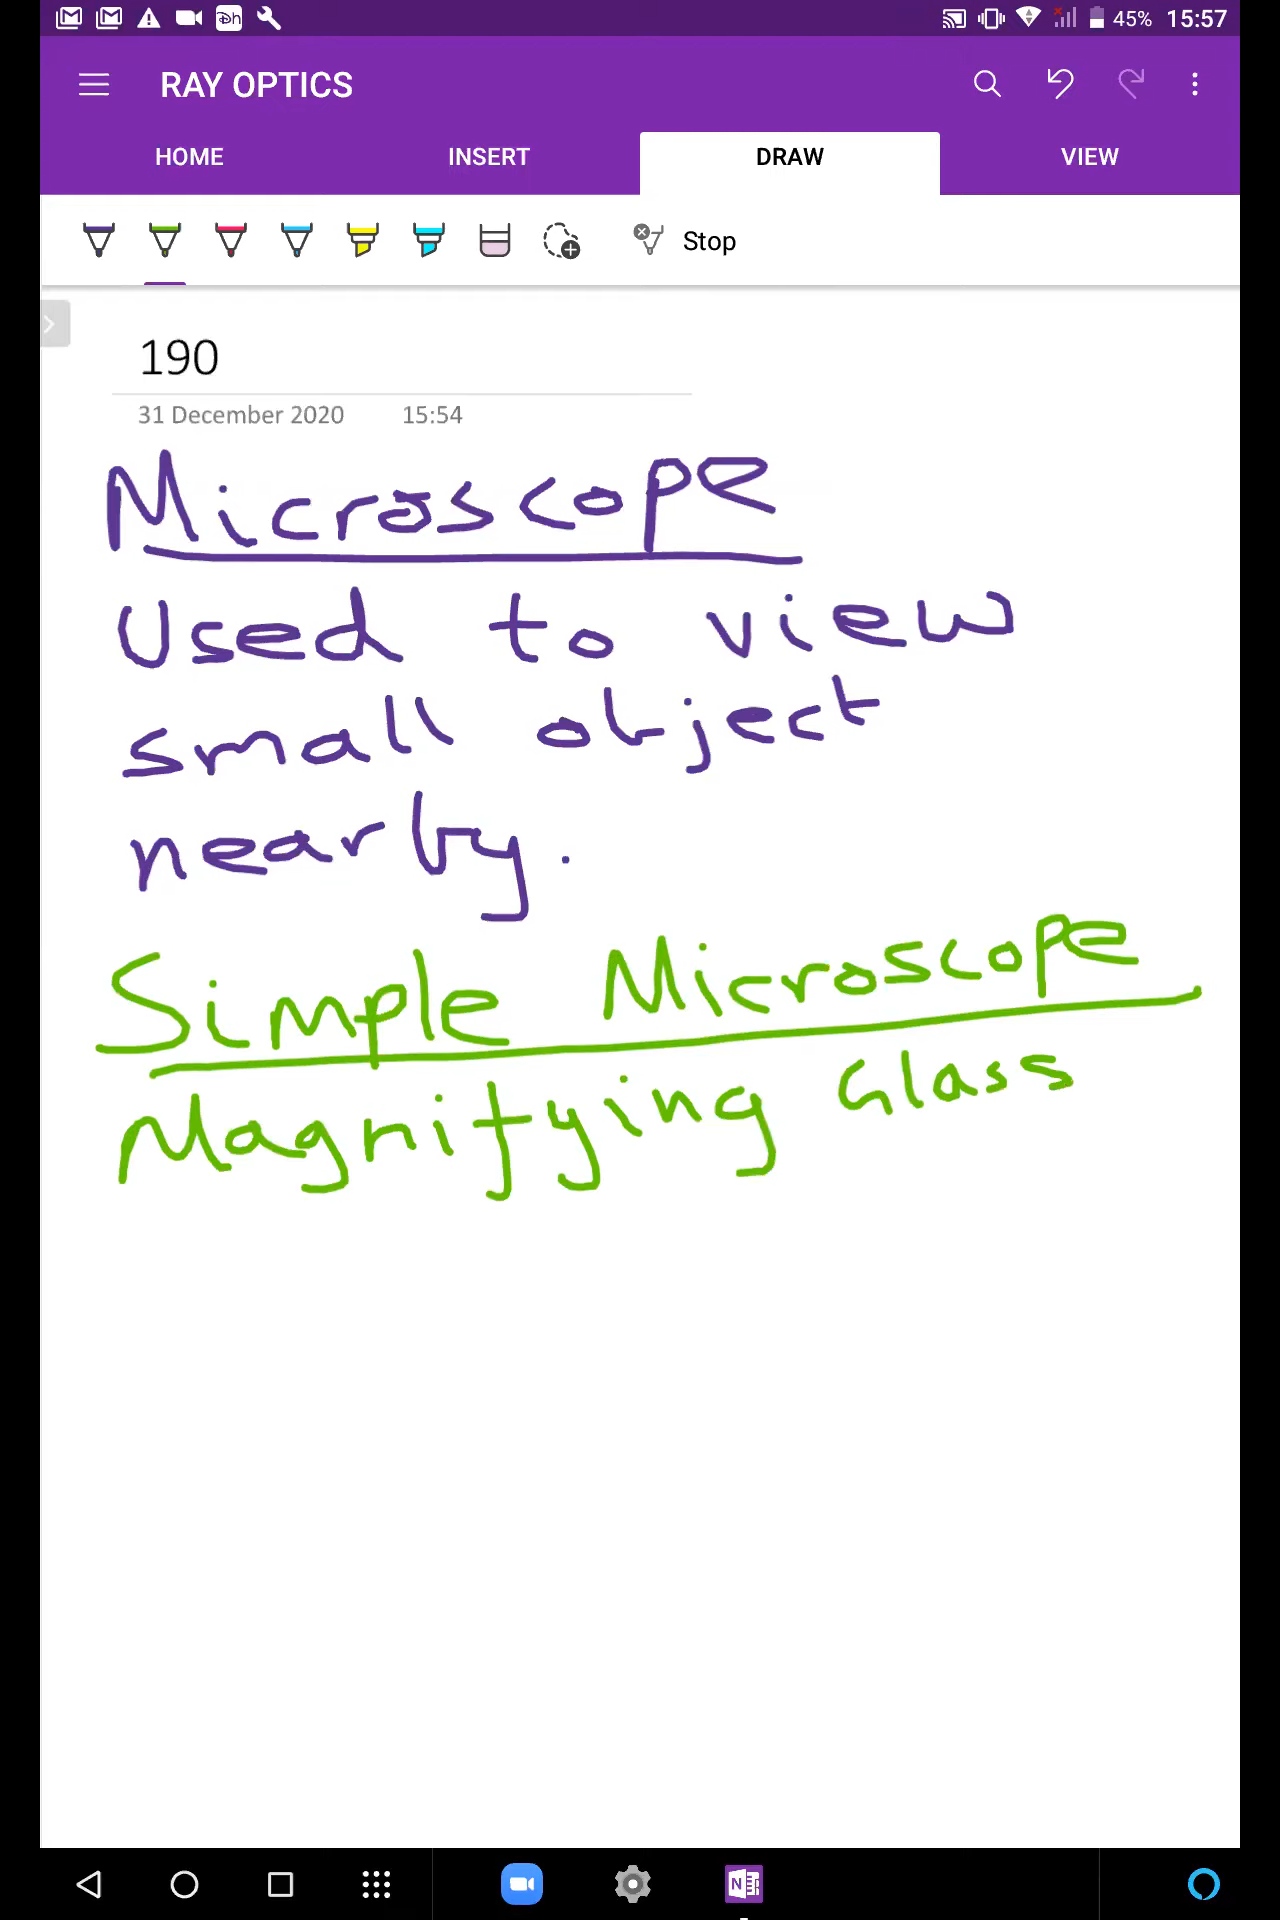 45% 15:57
RAY OPTICS
HOME INSERT DRAW VIEW
Stop
190
31 December 2020 15:54
Microscope
Used to view
small object
nearby.
Simple Microscope
Magnifying Glass